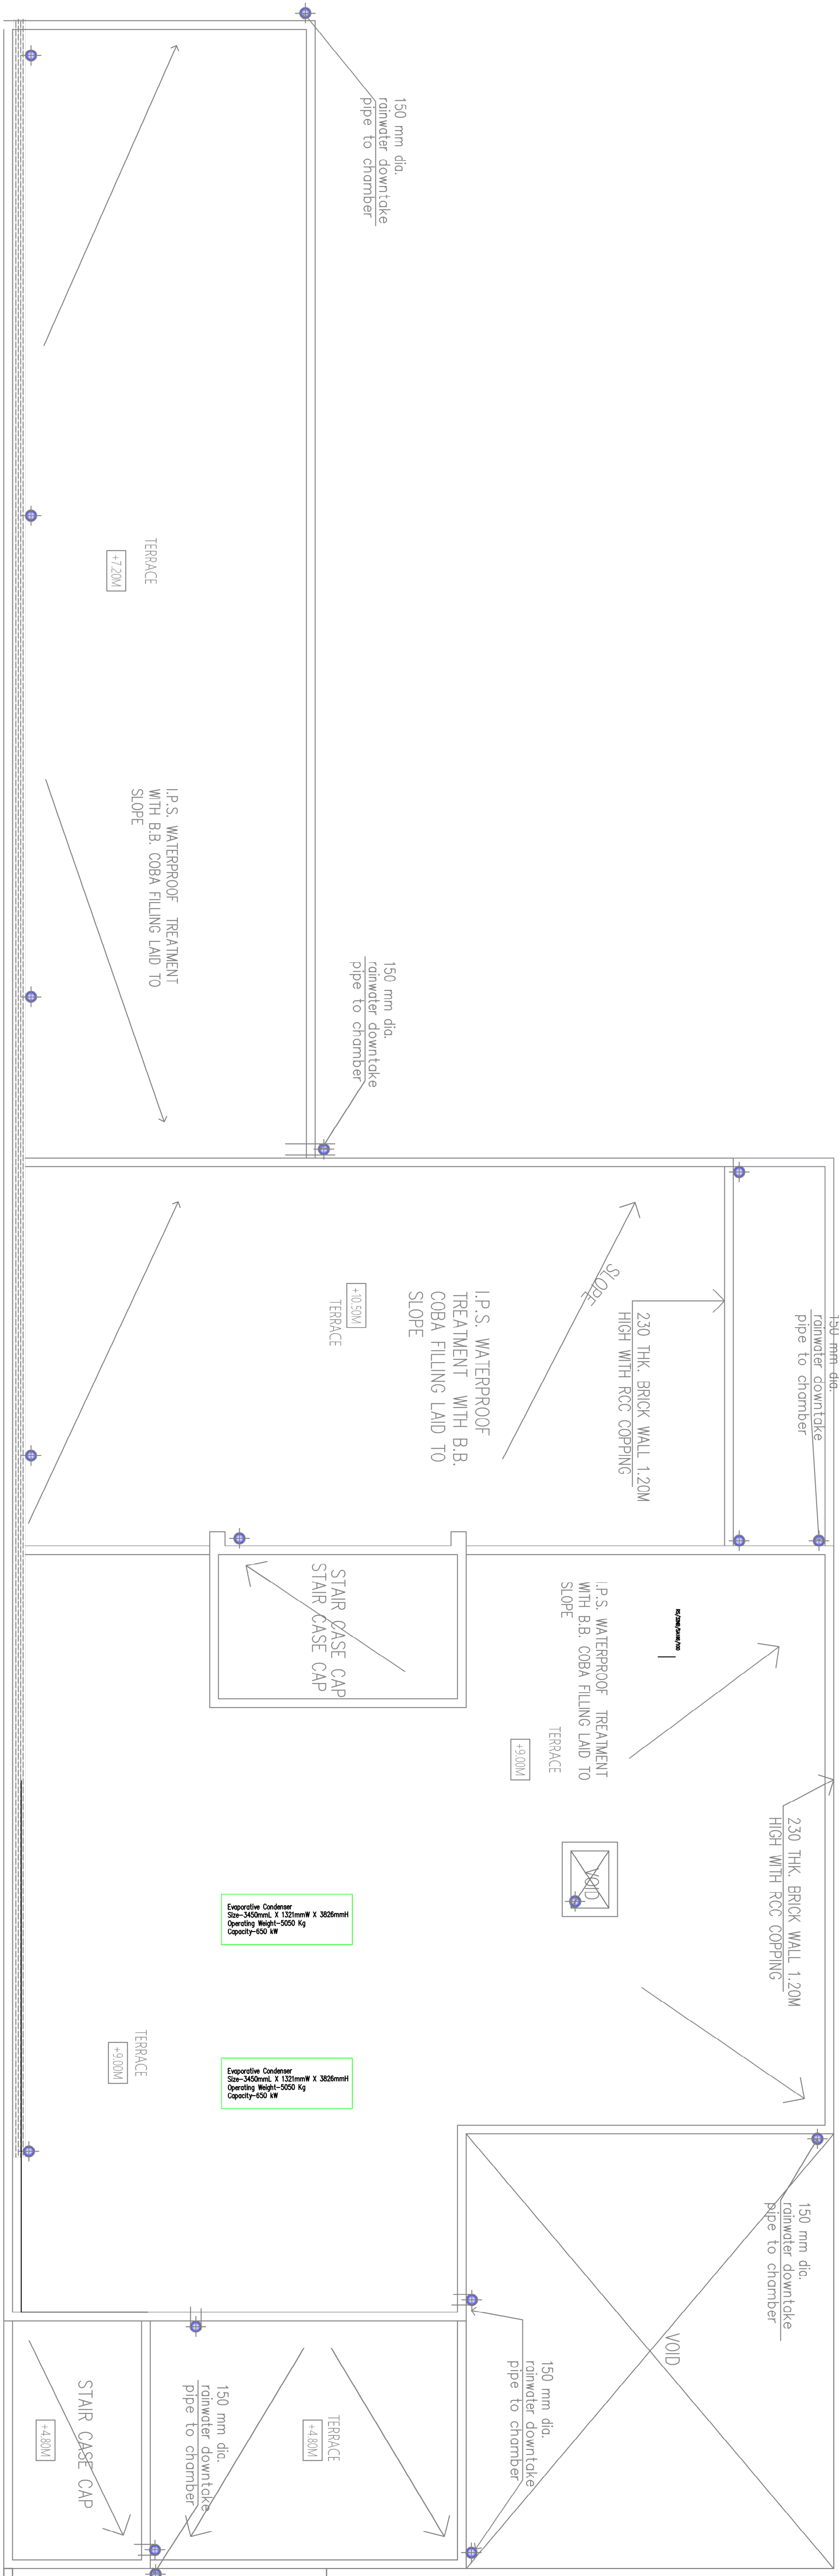 150 mm dia.
rainwater downtake
pipe to chamber
TERRACE
+7.20M
I.P.S. WATERPROOF TREATMENT
WITH B.B. COBA FILLING LAID TO
SLOPE
150 mm dia.
rainwater downtake
pipe to chamber
SLOPE
+10.50M
TERRACE
I.P.S. WATERPROOF
TREATMENT WITH B.B.
COBA FILLING LAID TO
SLOPE
230 THK. BRICK WALL 1.20M
HIGH WITH RCC COPPING
150 mm dia.
rainwater downtake
pipe to chamber
STAIR CASE CAP
STAIR CASE CAP
I.P.S. WATERPROOF TREATMENT
WITH B.B. COBA FILLING LAID TO
SLOPE
TERRACE
+9.00M
VOID
230 THK. BRICK WALL 1.20M
HIGH WITH RCC COPPING
Evaporative Condenser
Size-3450mmL X 1321mmW X 3826mmH
Operating Weight-5050 Kg
Capacity-650 kW
TERRACE
+9.00M
Evaporative Condenser
Size-3450mmL X 1321mmW X 3826mmH
Operating Weight-5050 Kg
Capacity-650 kW
150 mm dia.
rainwater downtake
pipe to chamber
VOID
150 mm dia.
rainwater downtake
pipe to chamber
STAIR CASE CAP
+4.80M
150 mm dia.
rainwater downtake
pipe to chamber
TERRACE
+4.80M